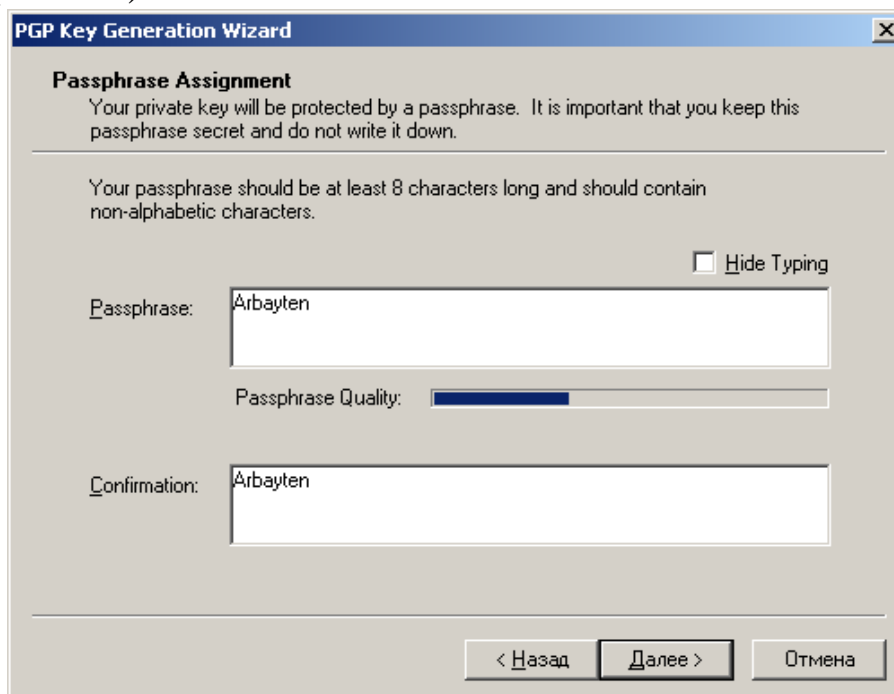 PGP Key Generation Wizard
Passphrase Assignment
Your private key will be protected by a passphrase. It is important that you keep this
passphrase secret and do not write it down.
Your passphrase should be at least 8 characters long and should contain
non-alphabetic characters.
Hide Typing
Passphrase: Arbayten
Passphrase Quality:
Confirmation: Arbayten
< Назад Далее > Отмена